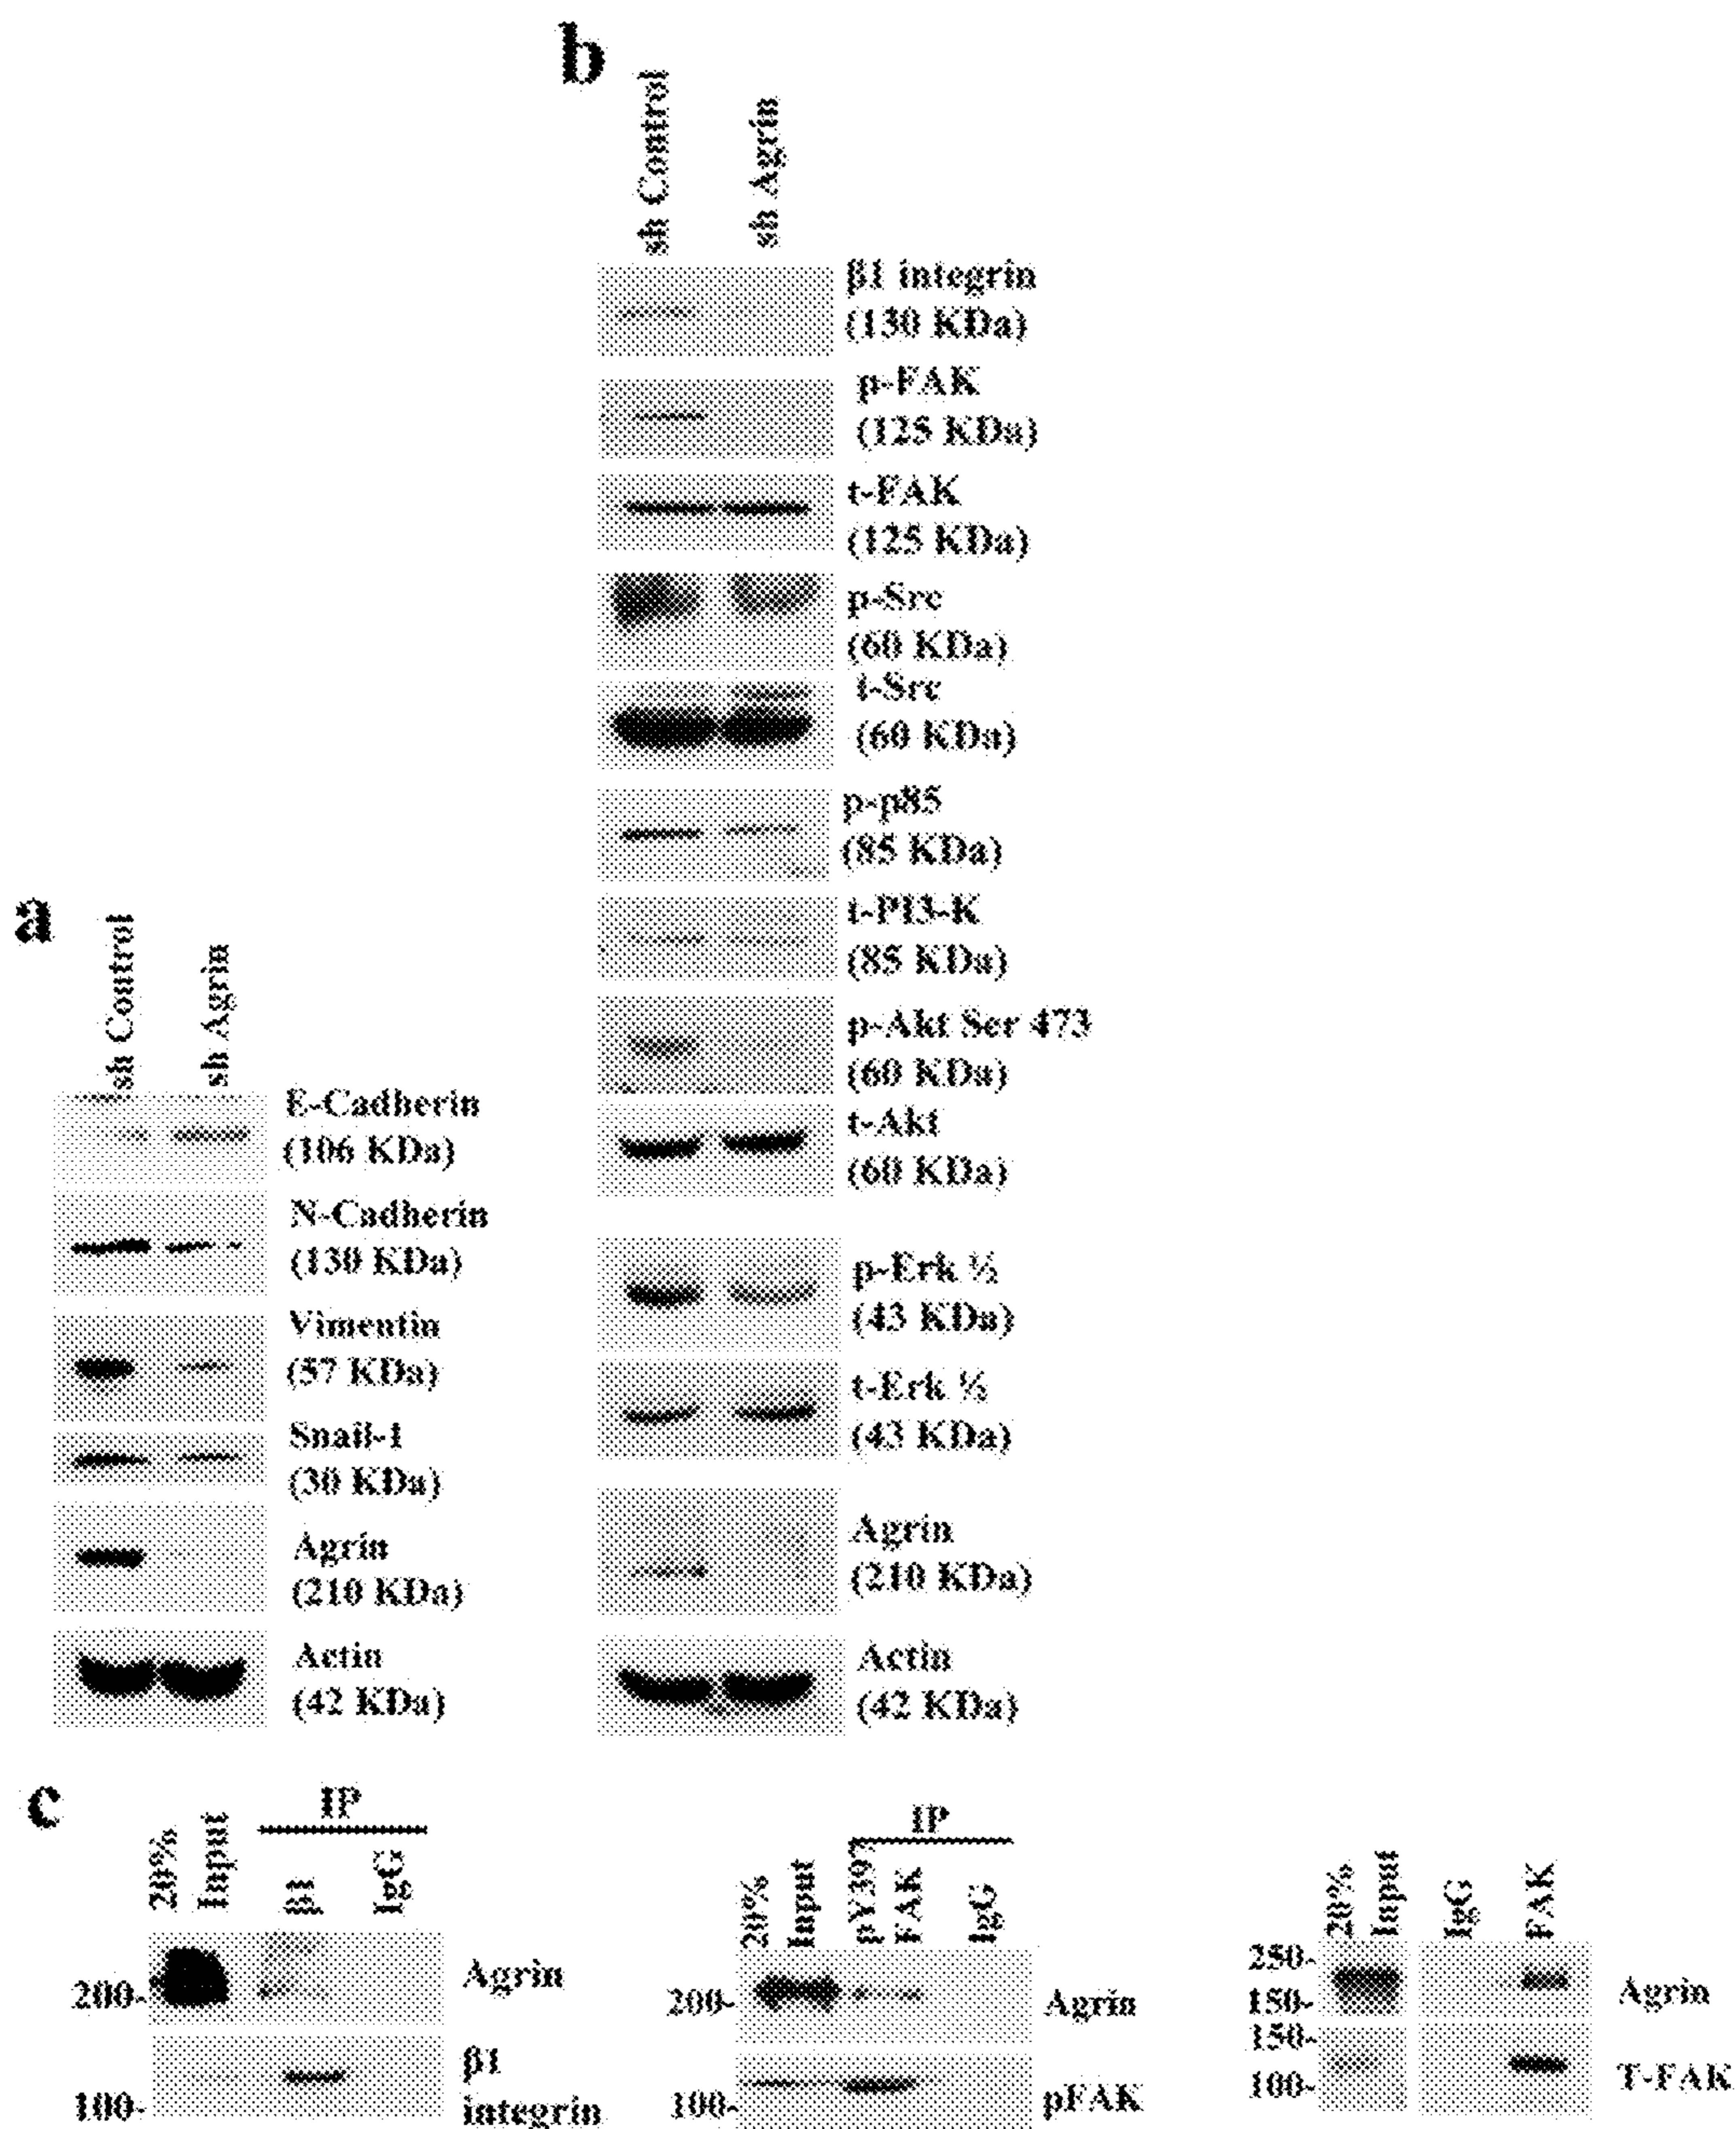 b
sh Control
sh Agrin
β1 integrin
(130 KDa)
p-FAK
(125 KDa)
t-FAK
(125 KDa)
p-Src
(60 KDa)
t-Src
(60 KDa)
p-p85
(85 KDa)
t-PI3-K
(85 KDa)
p-Akt Ser 473
(60 KDa)
t-Akt
(60 KDa)
p-Erk ½
(43 KDa)
t-Erk ½
(43 KDa)
Agrin
(210 KDa)
Actin
(42 KDa)
a
sh Control
sh Agrin
E-Cadherin
(106 KDa)
N-Cadherin
(130 KDa)
Vimentin
(57 KDa)
Snail-1
(30 KDa)
Agrin
(210 KDa)
Actin
(42 KDa)
c
IP
20%
Input
β1
IgG
200-
Agrin
100-
β1
integrin
IP
20%
Input
pY397
FAK
IgG
200-
Agrin
100-
pFAK
20%
Input
IgG
FAK
250-
150-
Agrin
150-
100-
T-FAK